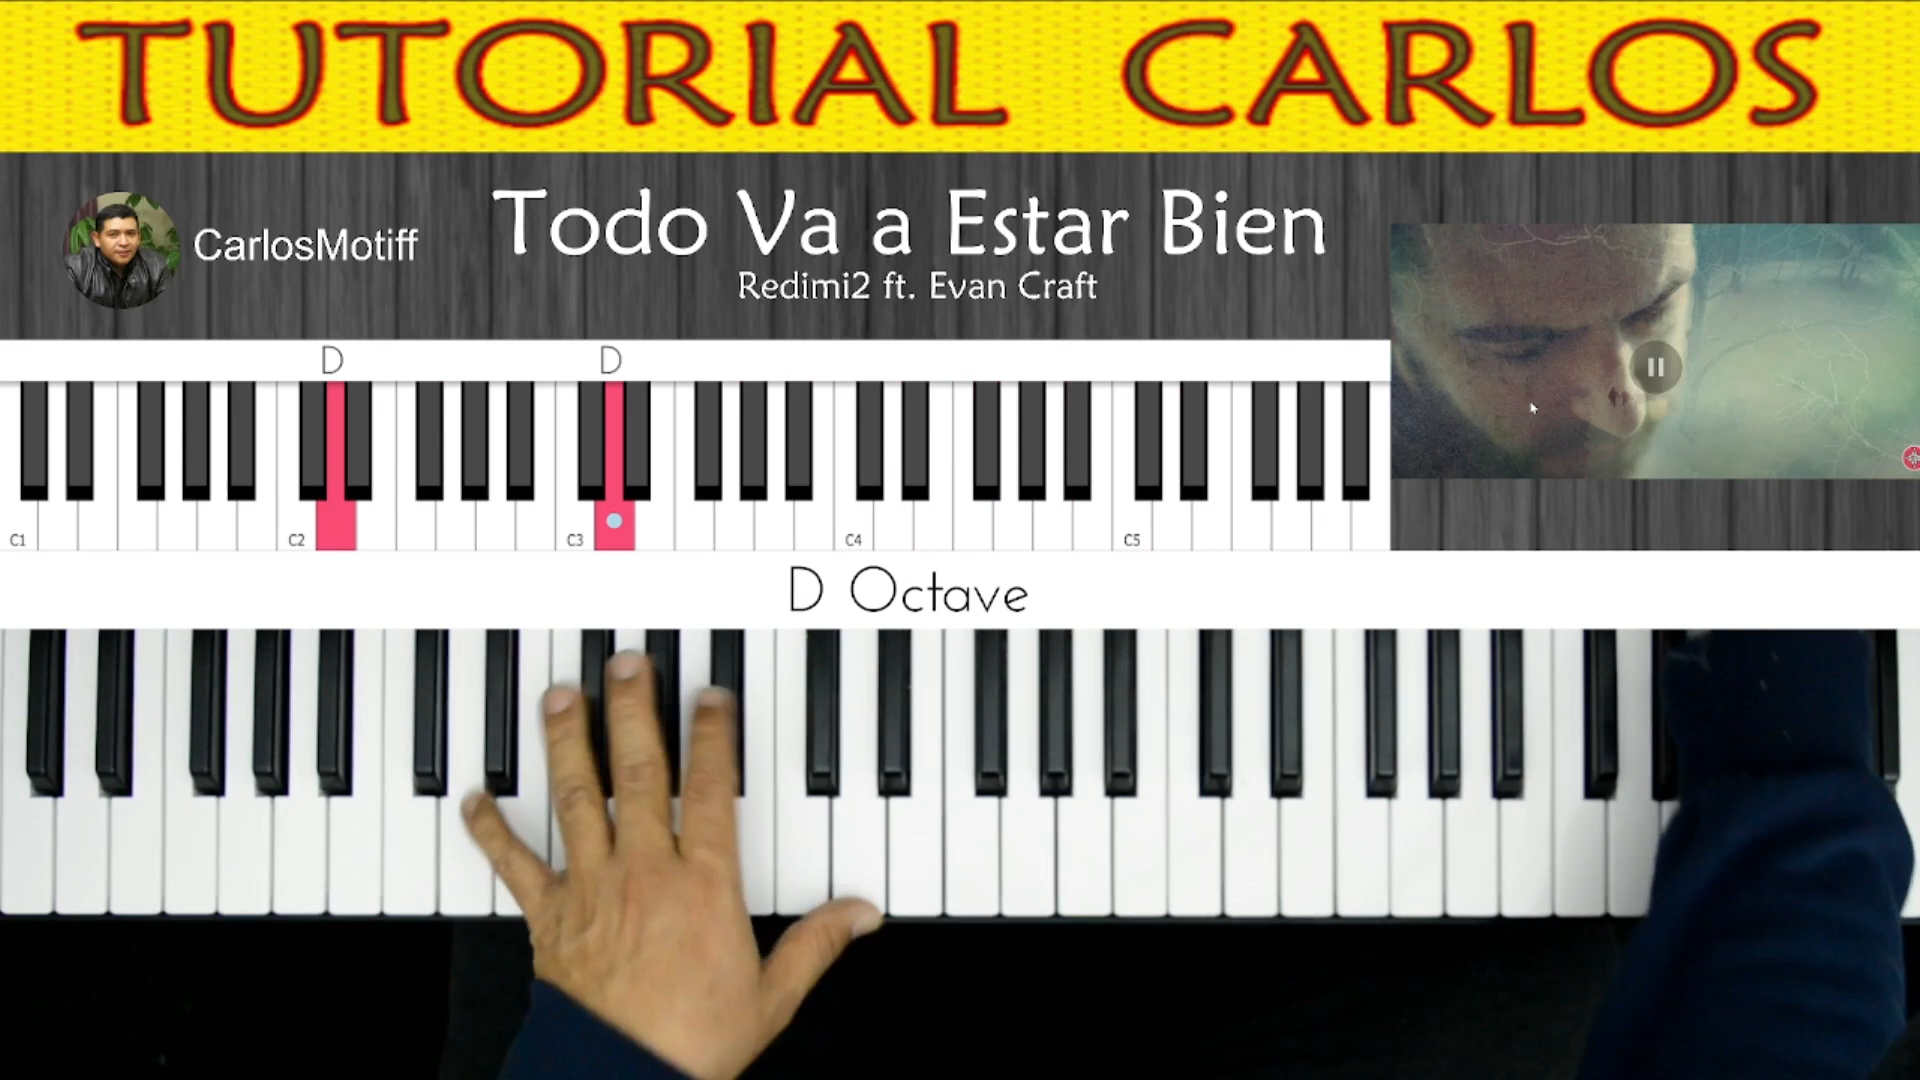 TUTORIAL CARLOS
CarlosMotiff
Todo Va a Estar Bien
Redimi2 ft. Evan Craft
D D
C1 C2 C3 C4 C5
D Octave